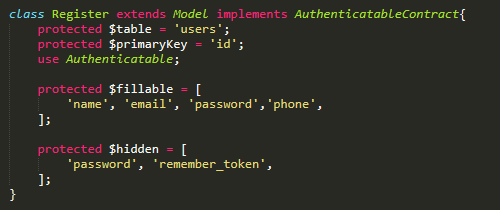 class Register extends Model implements AuthenticatableContract{
    protected $table = 'users';
    protected $primaryKey = 'id';
    use Authenticatable;
    protected $fillable = [
        'name', 'email', 'password','phone',
    ];
    protected $hidden = [
        'password', 'remember_token',
    ];
}